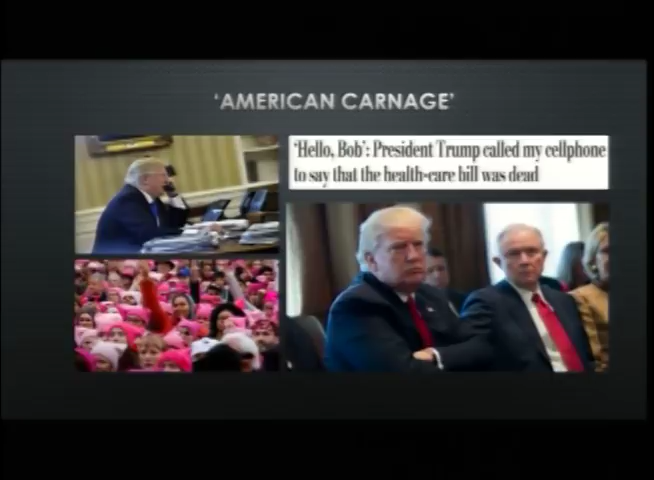 ‘AMERICAN CARNAGE’
‘Hello, Bob’: President Trump called my cellphone
to say that the health-care bill was dead